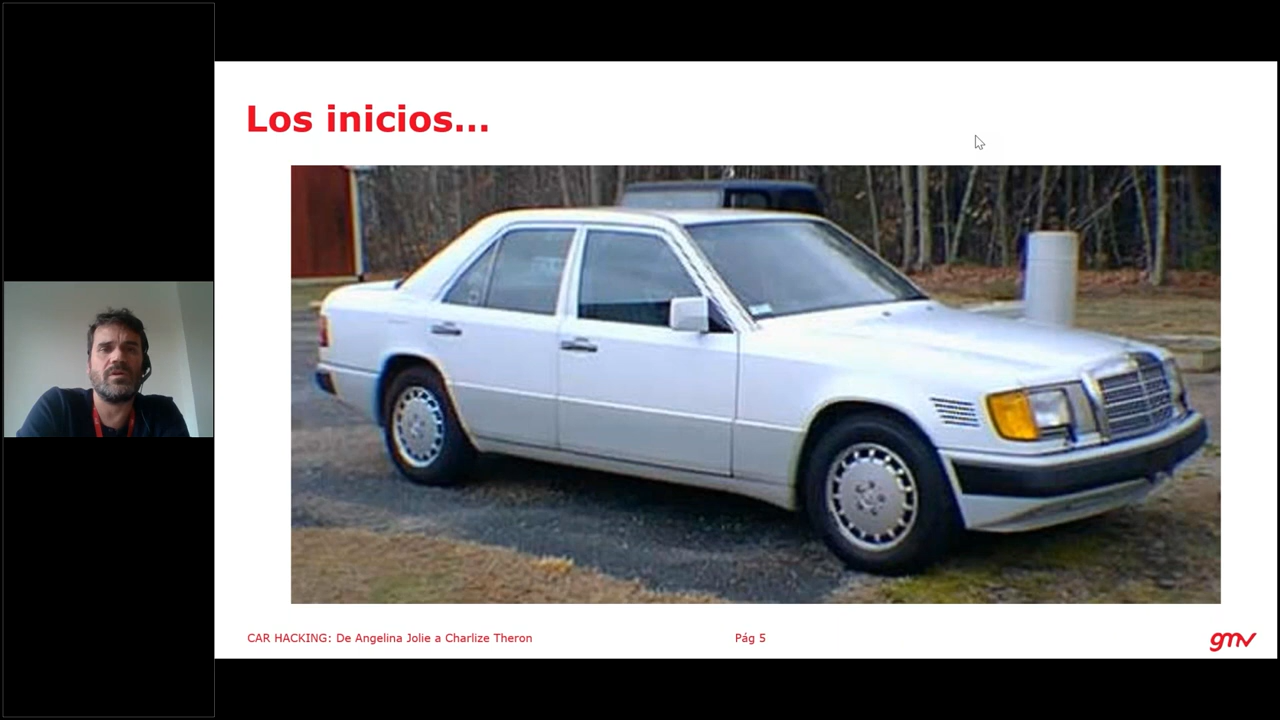 Los inicios...
CAR HACKING: De Angelina Jolie a Charlize Theron
Pág 5
gmv